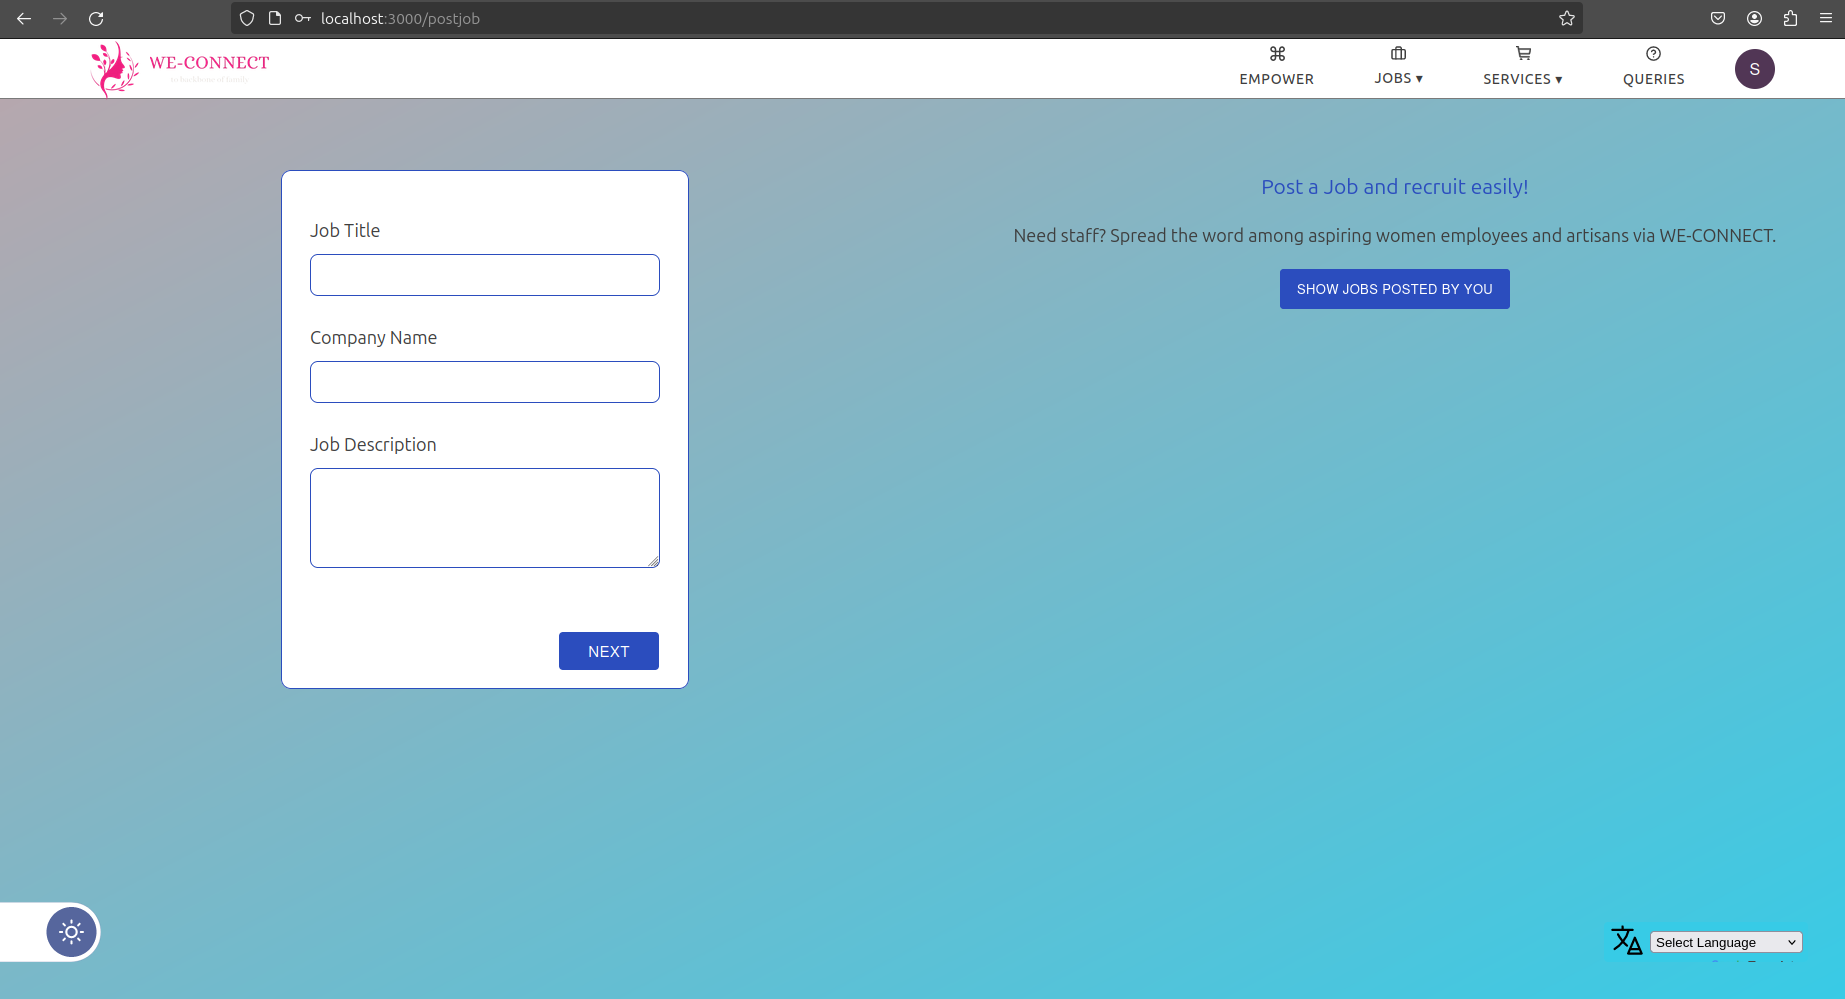 localhost:3000/postjob
WE-CONNECT
EMPOWER
JOBS ▾
SERVICES ▾
QUERIES
S
Job Title
Company Name
Job Description
NEXT
Post a Job and recruit easily!
Need staff? Spread the word among aspiring women employees and artisans via WE-CONNECT.
SHOW JOBS POSTED BY YOU
Select Language